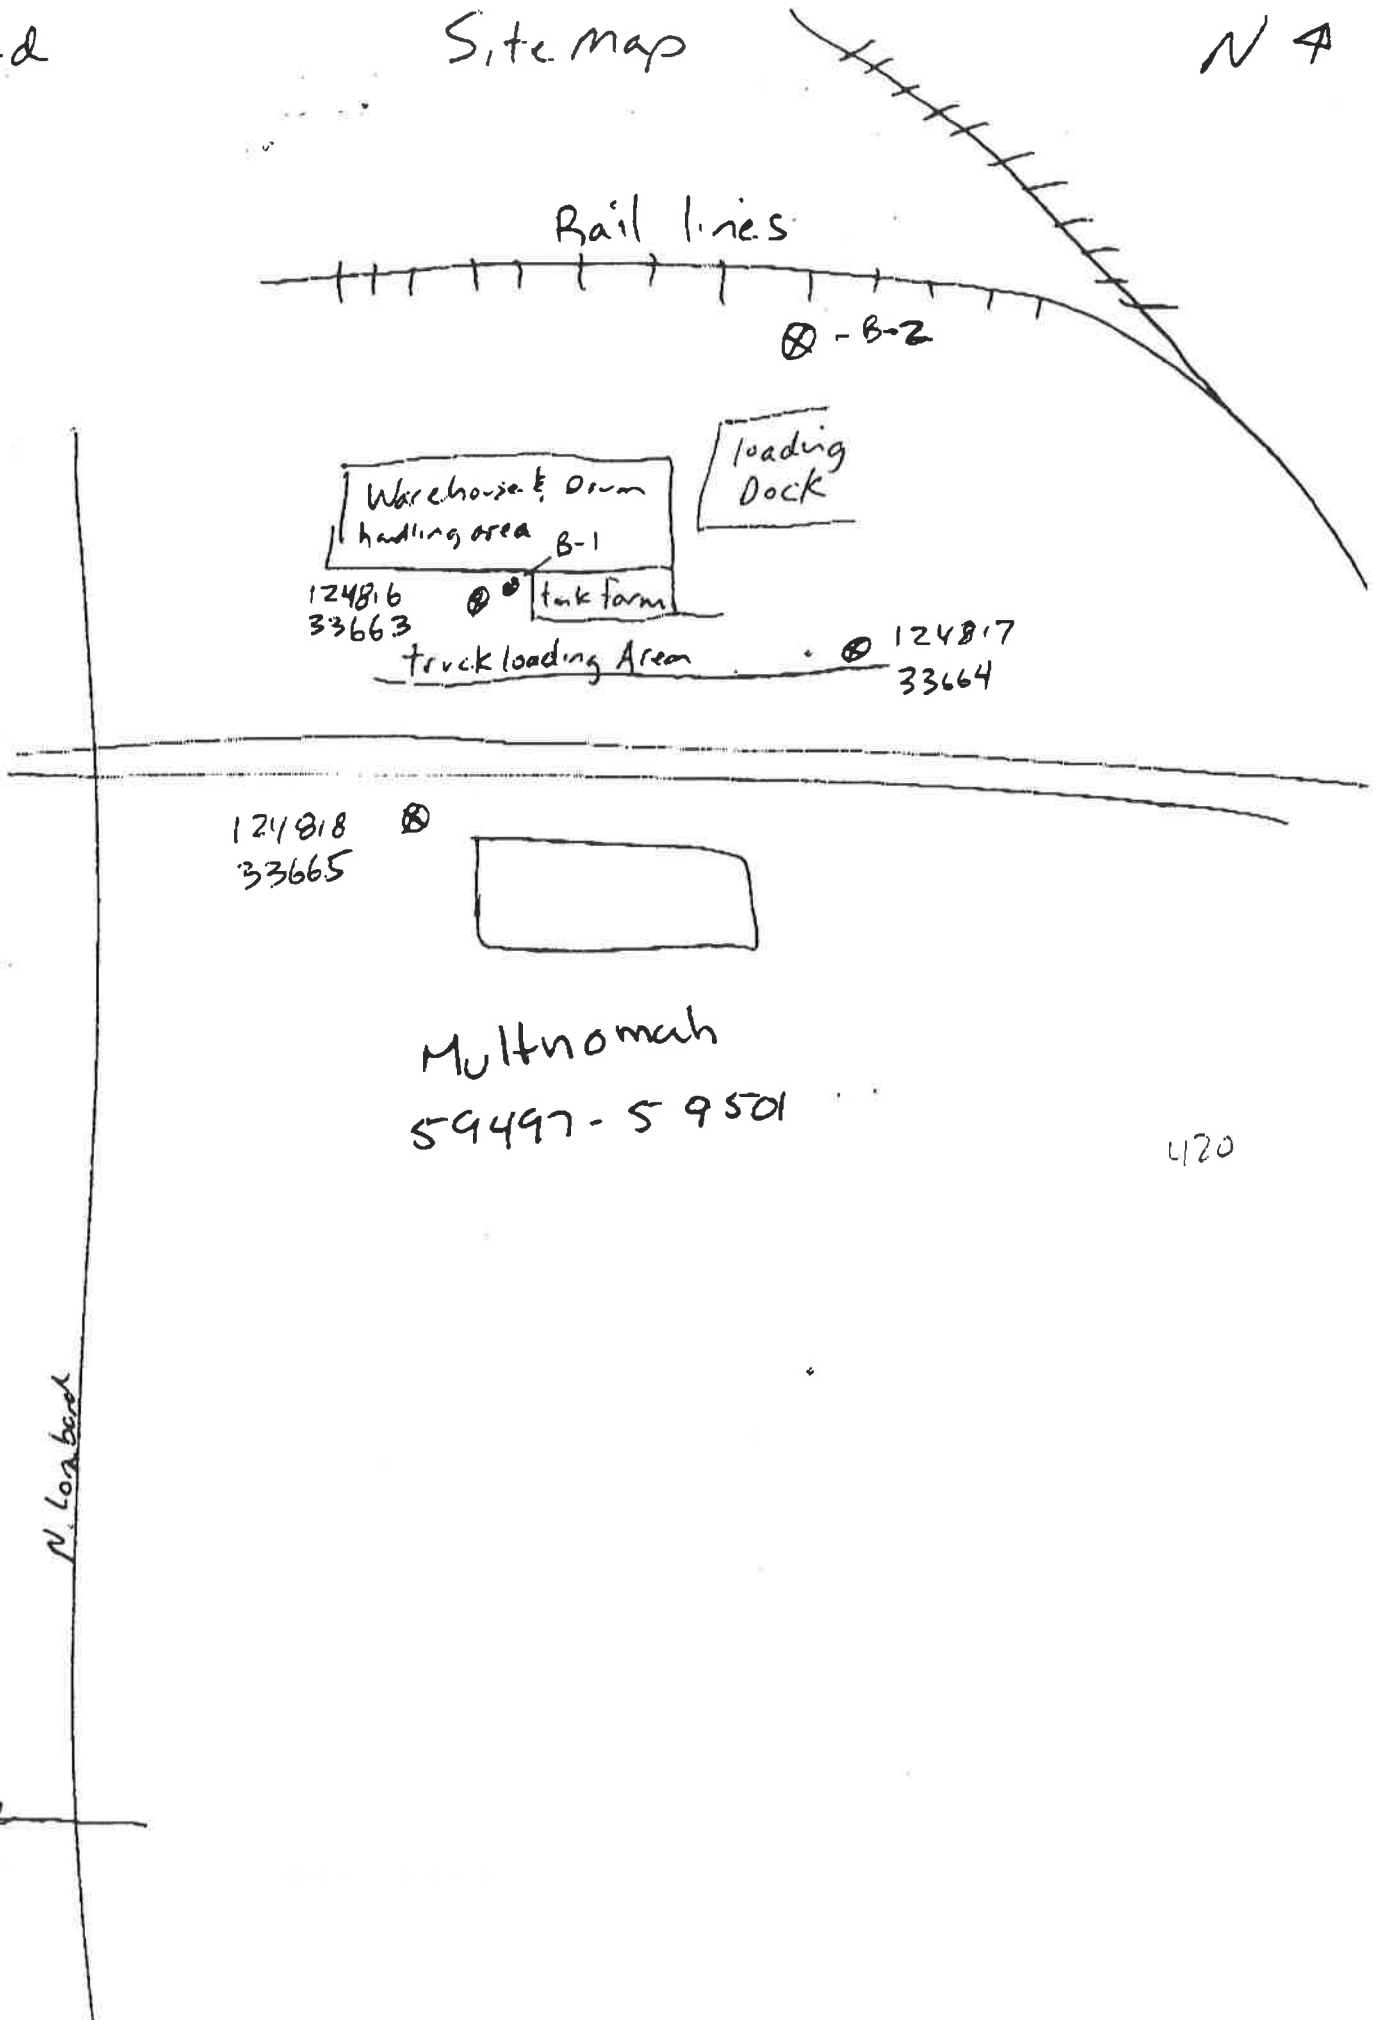 d
Site Map
N
Rail lines
B-2
loading
Dock
Warehouse & Drum
handling area
B-1
tank farm
124816
33663
truck loading Area
124817
33664
124818
33665
Multnomah
59497-59501
420
N. Lombard